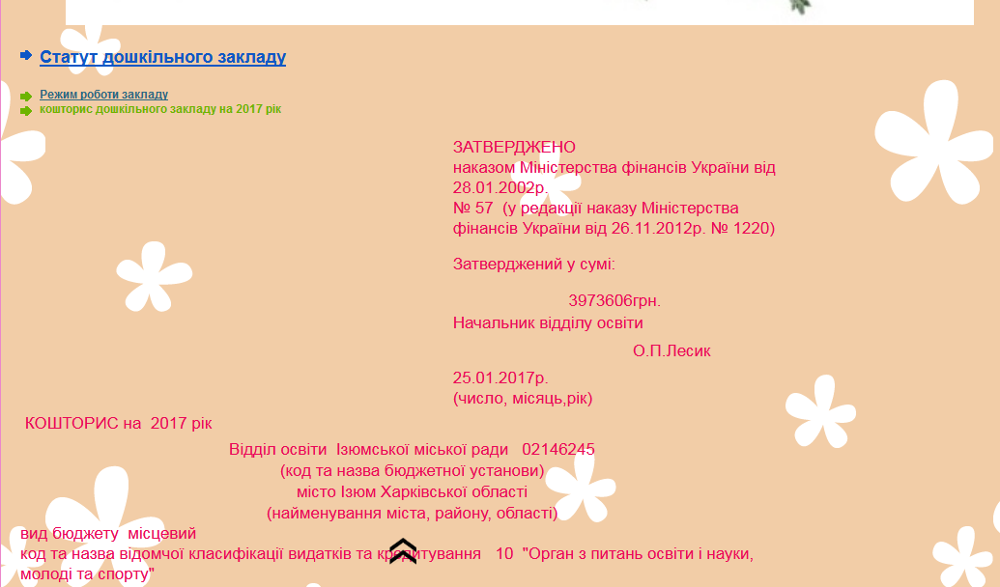 Статут дошкільного закладу
Режим роботи закладу
кошторис дошкільного закладу на 2017 рік
ЗАТВЕРДЖЕНО
наказом Міністерства фінансів України від
28.01.2002р.
№ 57  (у редакції наказу Міністерства
фінансів України від 26.11.2012р. № 1220)
Затверджений у сумі:
3973606грн.
Начальник відділу освіти
О.П.Лесик
25.01.2017р.
(число, місяць,рік)
КОШТОРИС на  2017 рік
Відділ освіти  Ізюмської міської ради   02146245
(код та назва бюджетної установи)
місто Ізюм Харківської області
(найменування міста, району, області)
вид бюджету  місцевий
код та назва відомчої класифікації видатків та кредитування   10  "Орган з питань освіти і науки,
молоді та спорту"